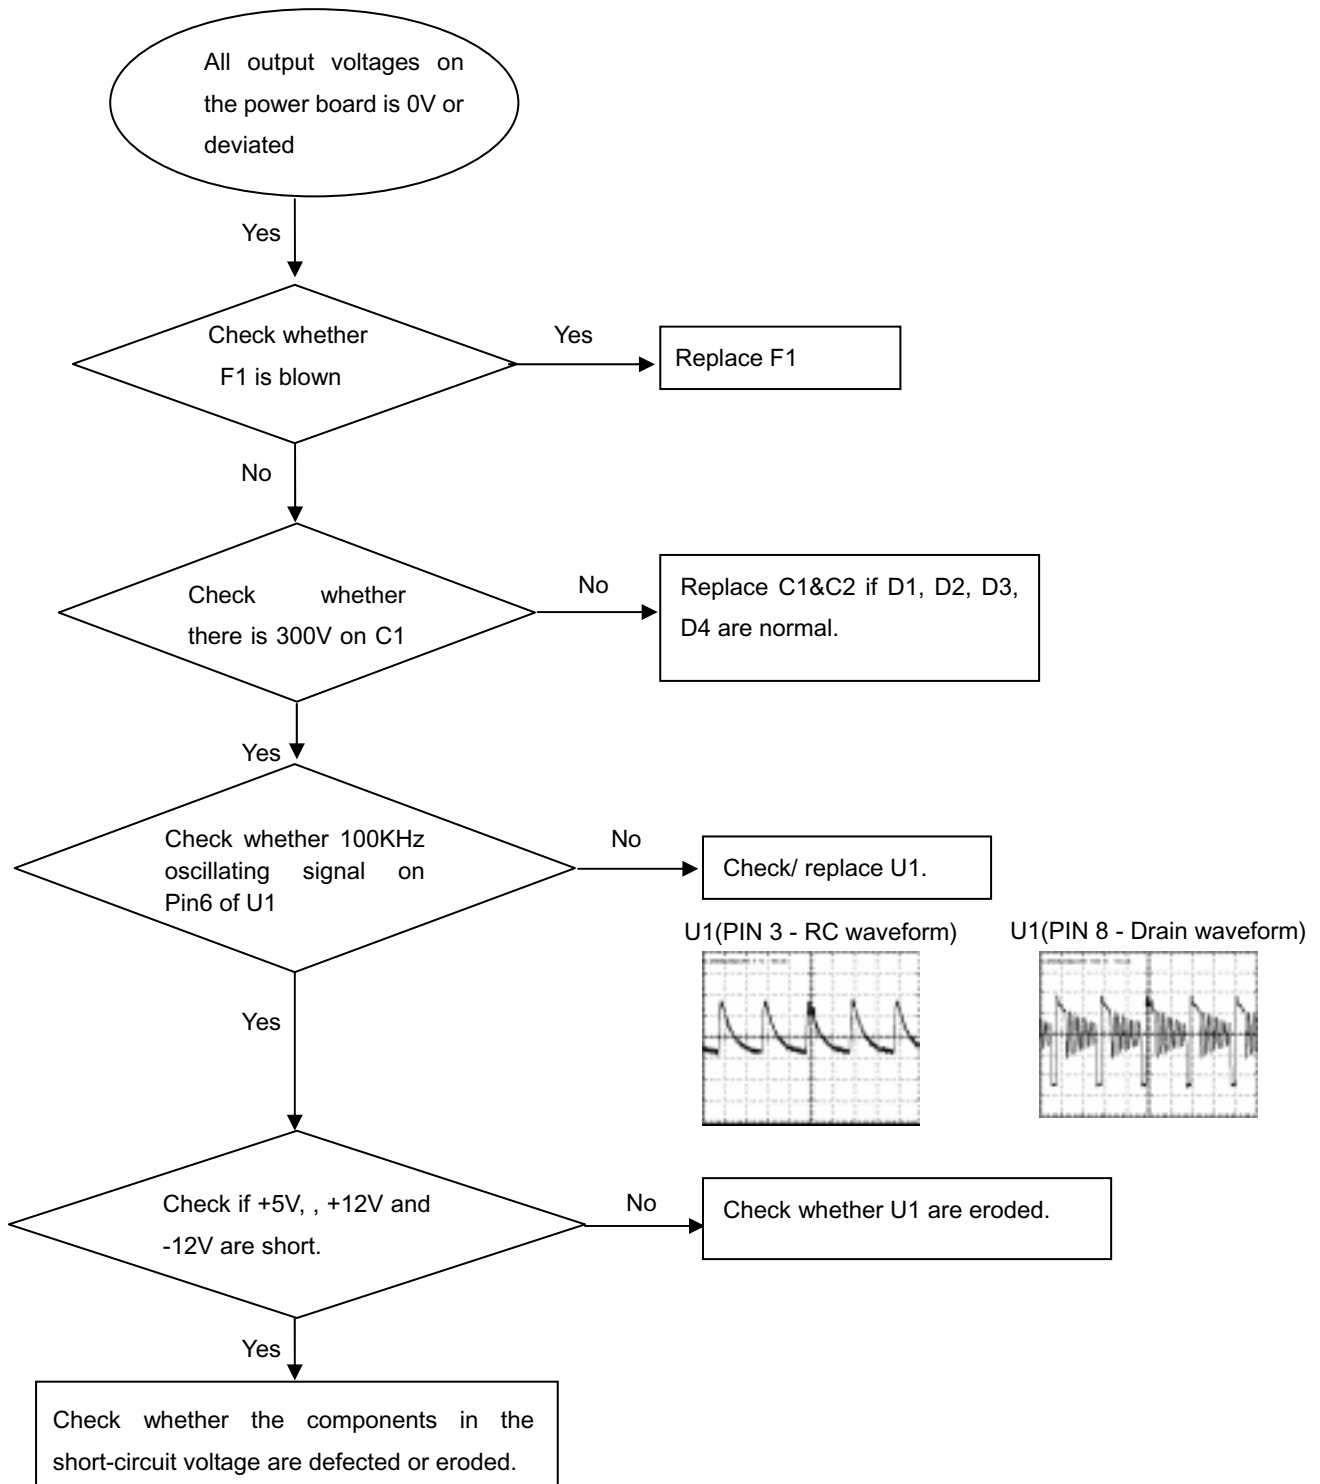 All output voltages on
the power board is 0V or
deviated
Yes
Check whether
F1 is blown
Yes
Replace F1
No
Check whether
there is 300V on C1
No
Replace C1&C2 if D1, D2, D3,
D4 are normal.
Yes
Check whether 100KHz
oscillating signal on
Pin6 of U1
No
Check/ replace U1.
U1(PIN 3 - RC waveform)
U1(PIN 8 - Drain waveform)
Yes
Check if +5V, , +12V and
-12V are short.
No
Check whether U1 are eroded.
Yes
Check whether the components in the
short-circuit voltage are defected or eroded.